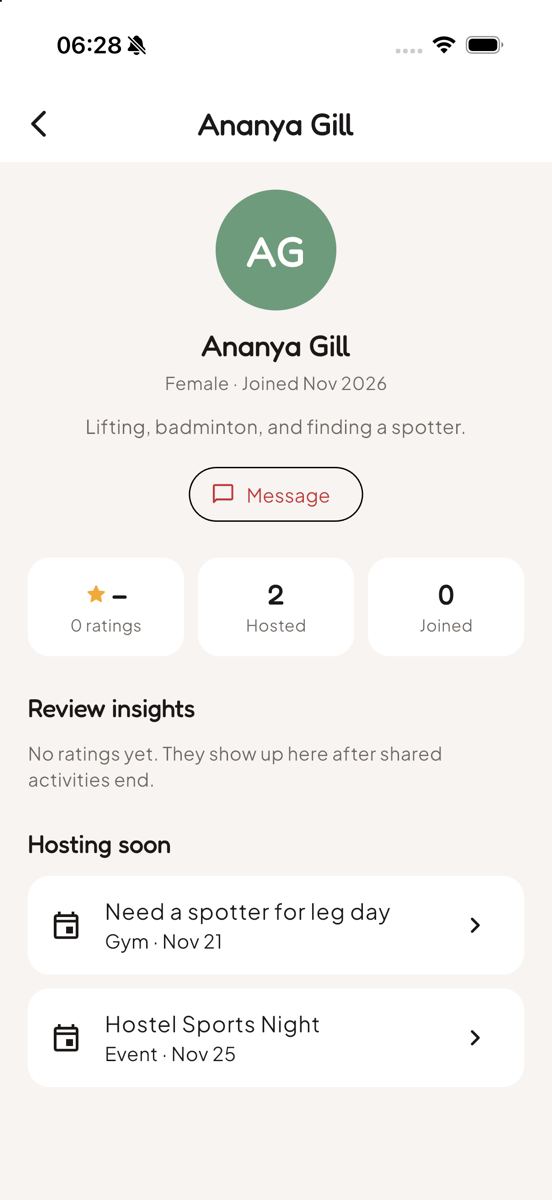 06:28
Ananya Gill
AG
Ananya Gill
Female · Joined Nov 2026
Lifting, badminton, and finding a spotter.
Message
–
0 ratings
2
Hosted
0
Joined
Review insights
No ratings yet. They show up here after shared
activities end.
Hosting soon
Need a spotter for leg day
Gym · Nov 21
Hostel Sports Night
Event · Nov 25